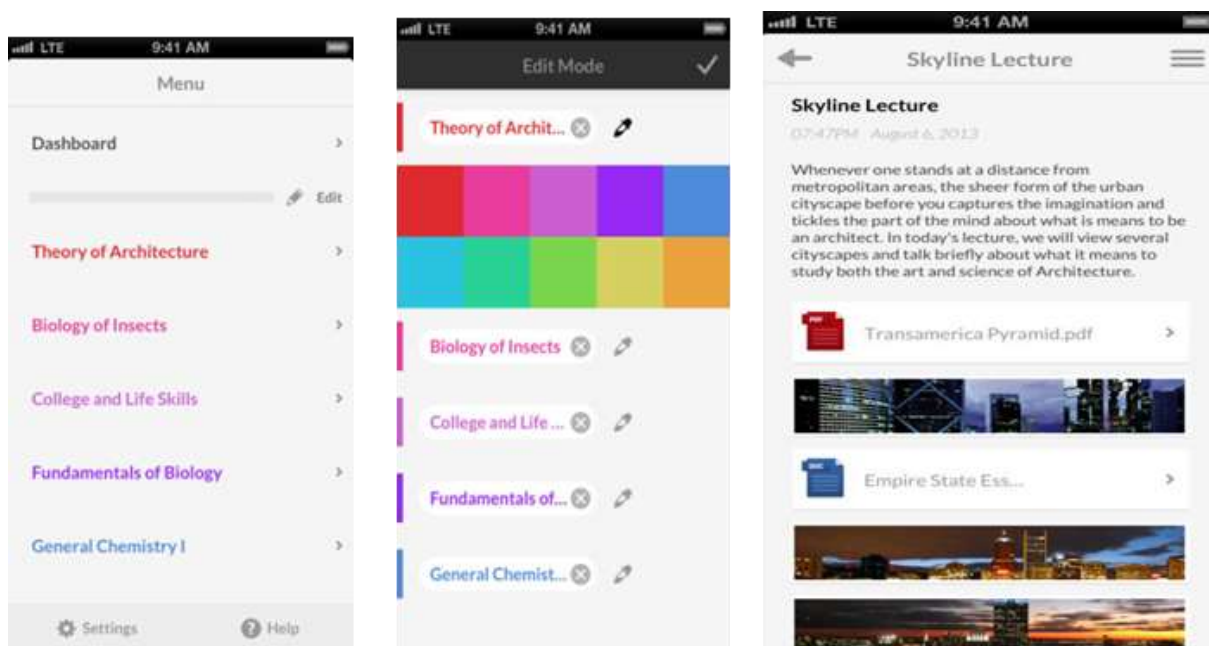 LTE 9:41 AM
Menu
Dashboard
Edit
Theory of Architecture
Biology of Insects
College and Life Skills
Fundamentals of Biology
General Chemistry I
Settings Help
LTE 9:41 AM
Edit Mode
Theory of Archit...
Biology of Insects
College and Life ...
Fundamentals of...
General Chemist...
LTE 9:41 AM
Skyline Lecture
Skyline Lecture
07:47PM August 6, 2013
Whenever one stands at a distance from
metropolitan areas, the sheer form of the urban
cityscape before you captures the imagination and
tickles the part of the mind about what is means to be
an architect. In today's lecture, we will view several
cityscapes and talk briefly about what it means to
study both the art and science of Architecture.
PDF
Transamerica Pyramid.pdf
DOC
Empire State Ess...